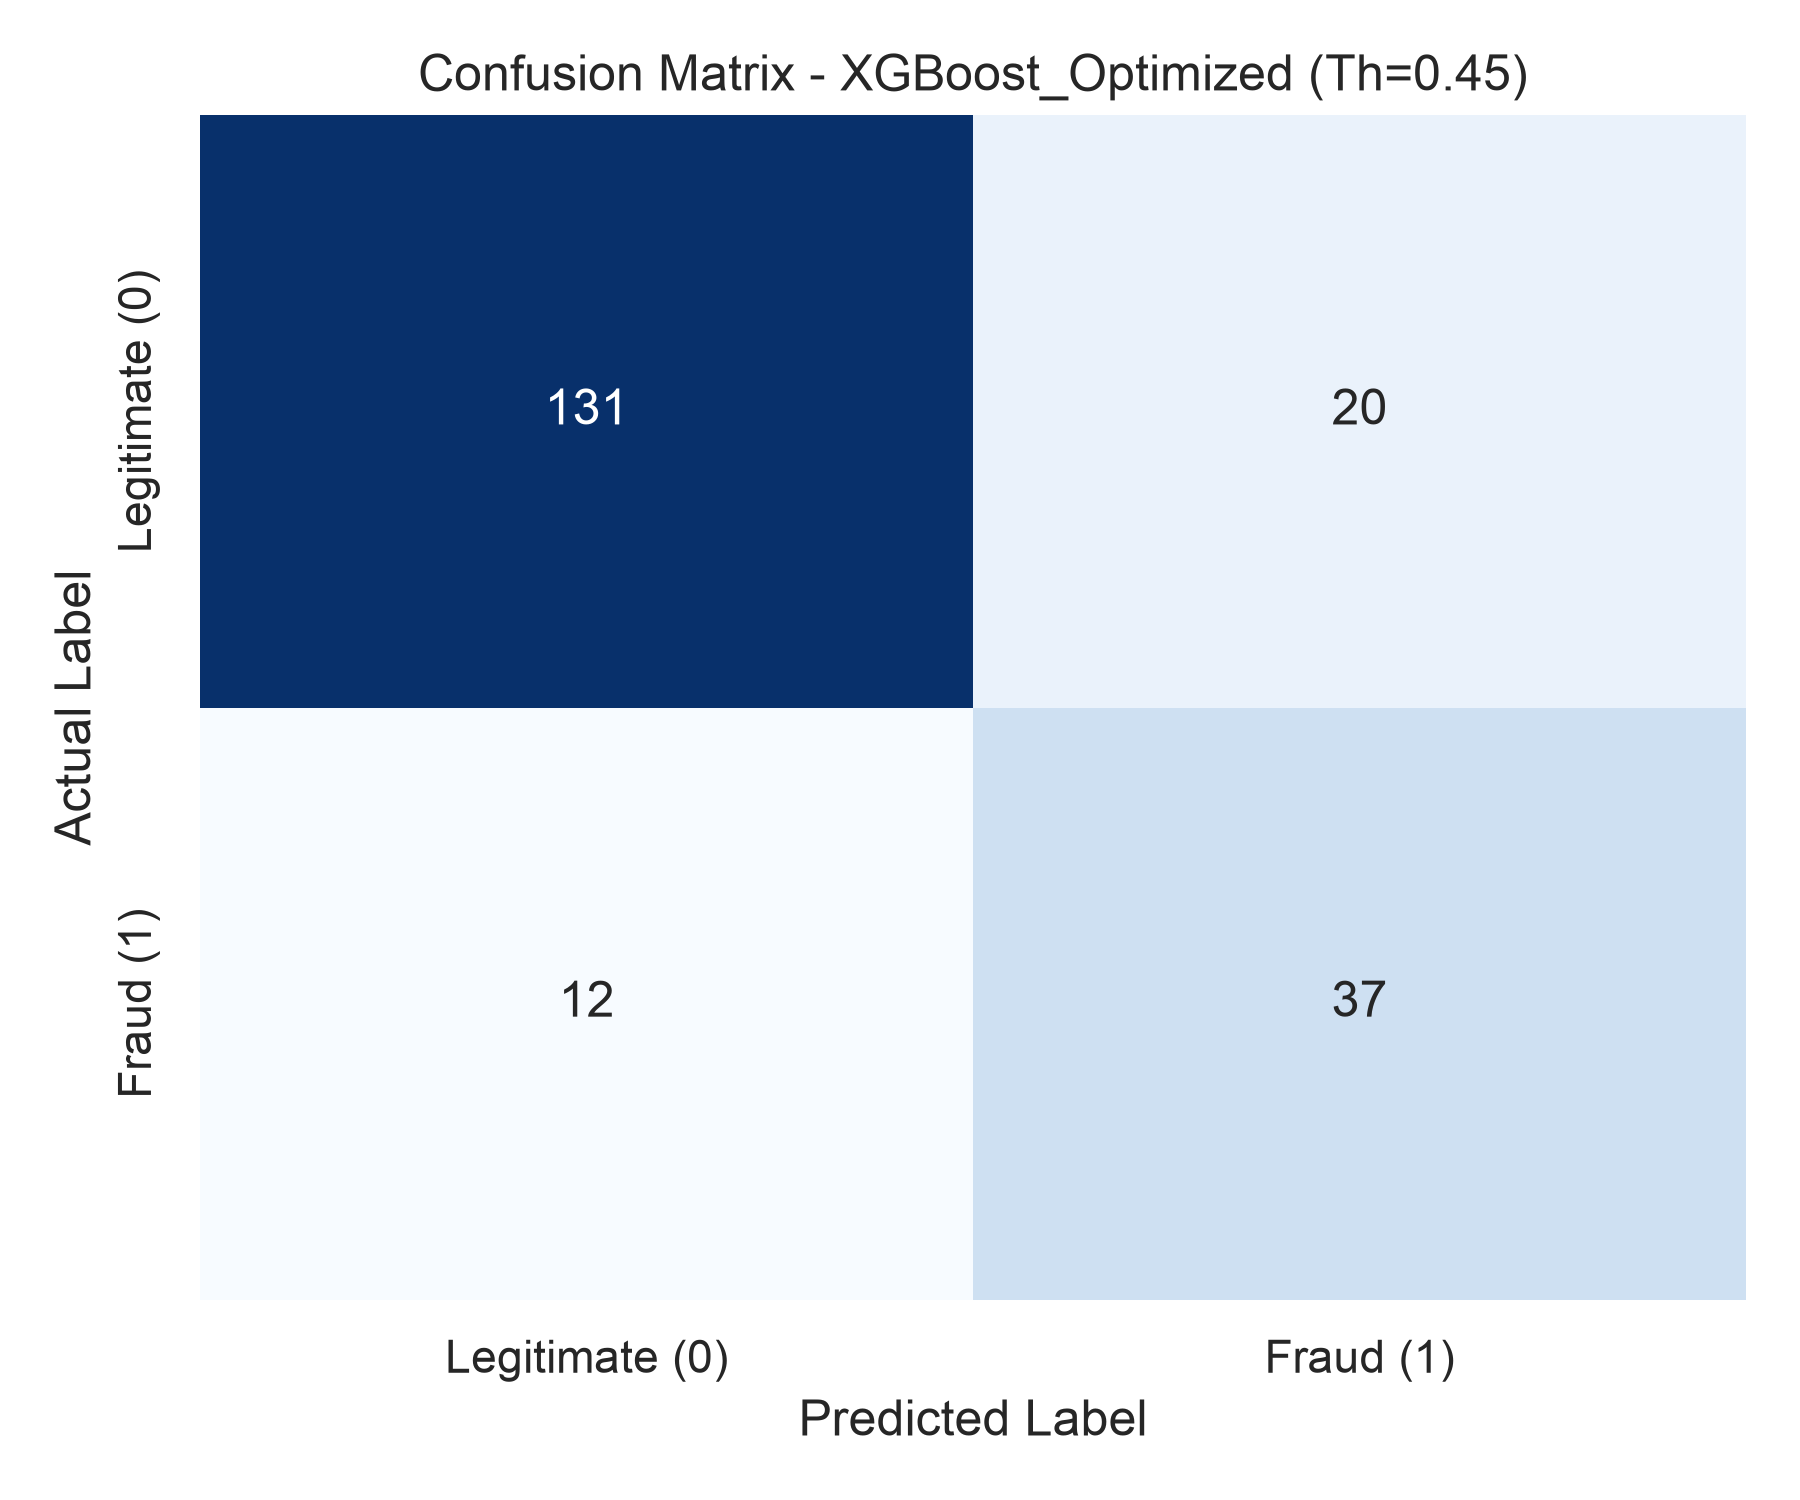 Confusion Matrix - XGBoost_Optimized (Th=0.45)
Actual Label
Legitimate (0)
131
20
Fraud (1)
12
37
Legitimate (0)
Fraud (1)
Predicted Label